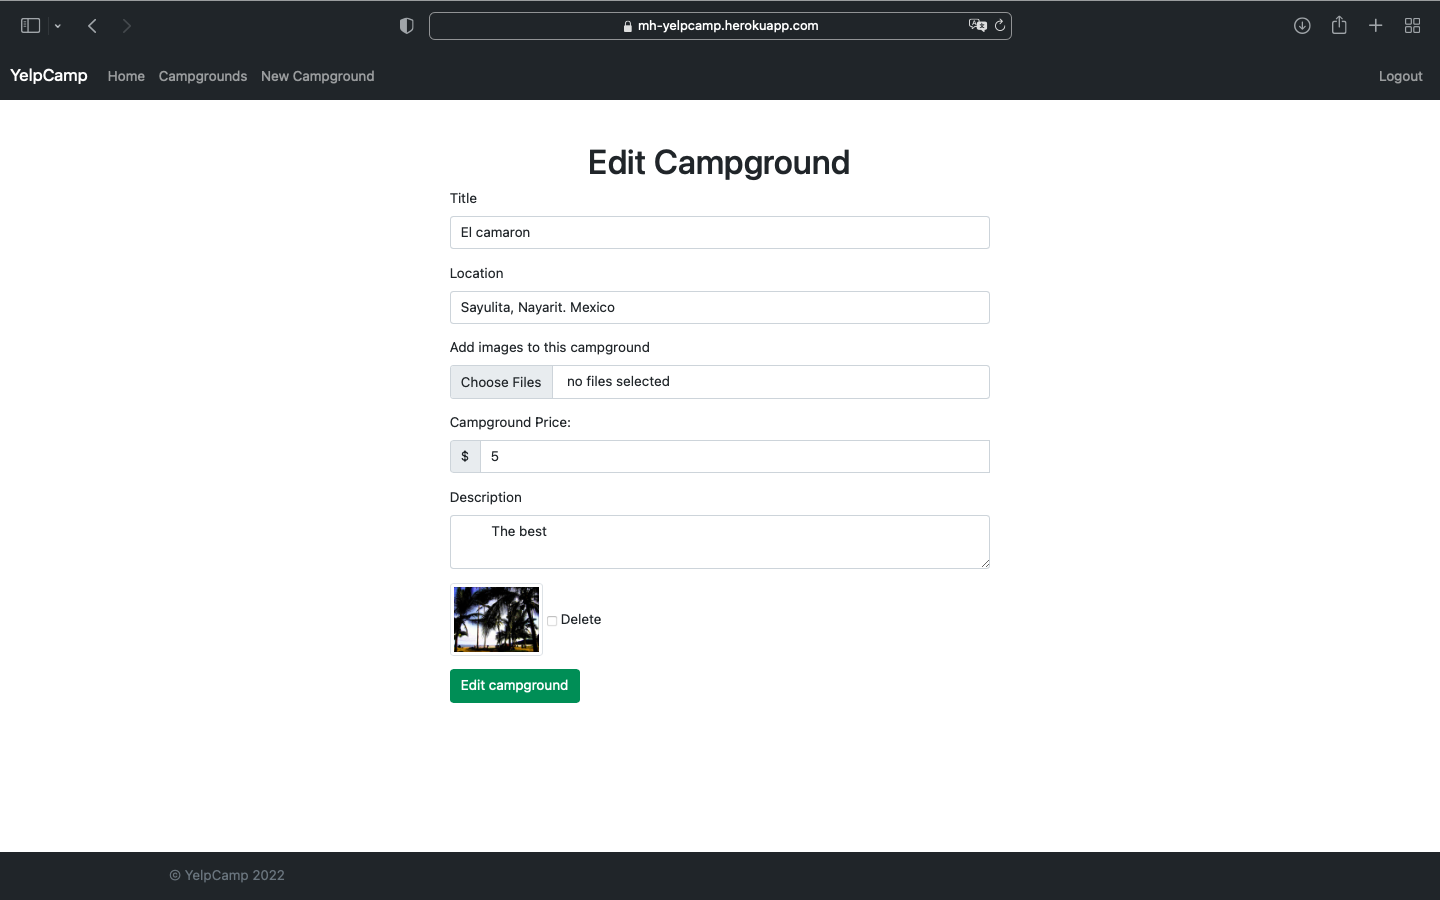 mh-yelpcamp.herokuapp.com
YelpCamp Home Campgrounds New Campground Logout
Edit Campground
Title
El camaron
Location
Sayulita, Nayarit. Mexico
Add images to this campground
Choose Files no files selected
Campground Price:
$ 5
Description
The best
Delete
Edit campground
© YelpCamp 2022